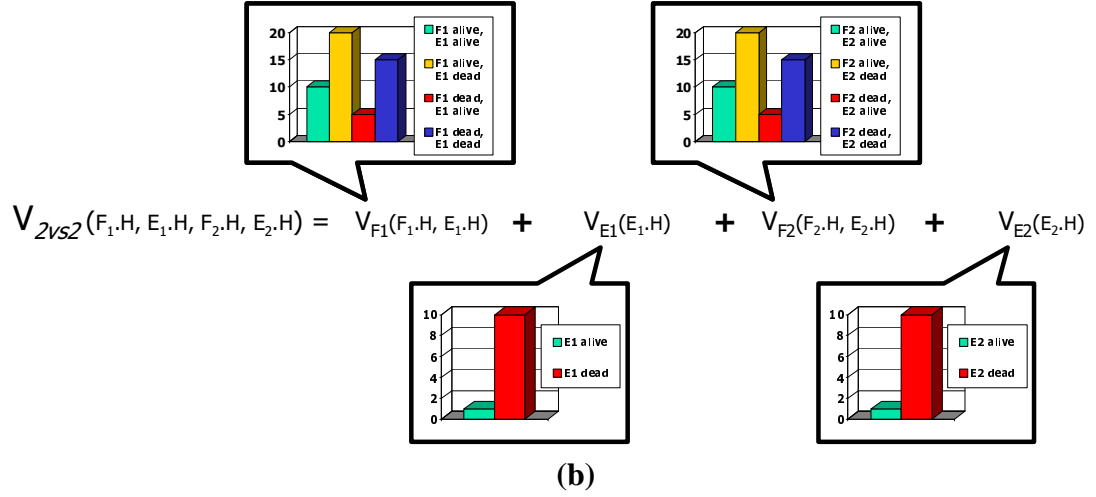 20
15
10
5
0
F1 alive,
E1 alive
F1 alive,
E1 dead
F1 dead,
E1 alive
F1 dead,
E1 dead
20
15
10
5
0
F2 alive,
E2 alive
F2 alive,
E2 dead
F2 dead,
E2 alive
F2 dead,
E2 dead
V2vs2(F1.H, E1.H, F2.H, E2.H) = VF1(F1.H, E1.H) + VE1(E1.H) + VF2(F2.H, E2.H) + VE2(E2.H)
10
8
6
4
2
0
E1 alive
E1 dead
10
8
6
4
2
0
E2 alive
E2 dead
(b)